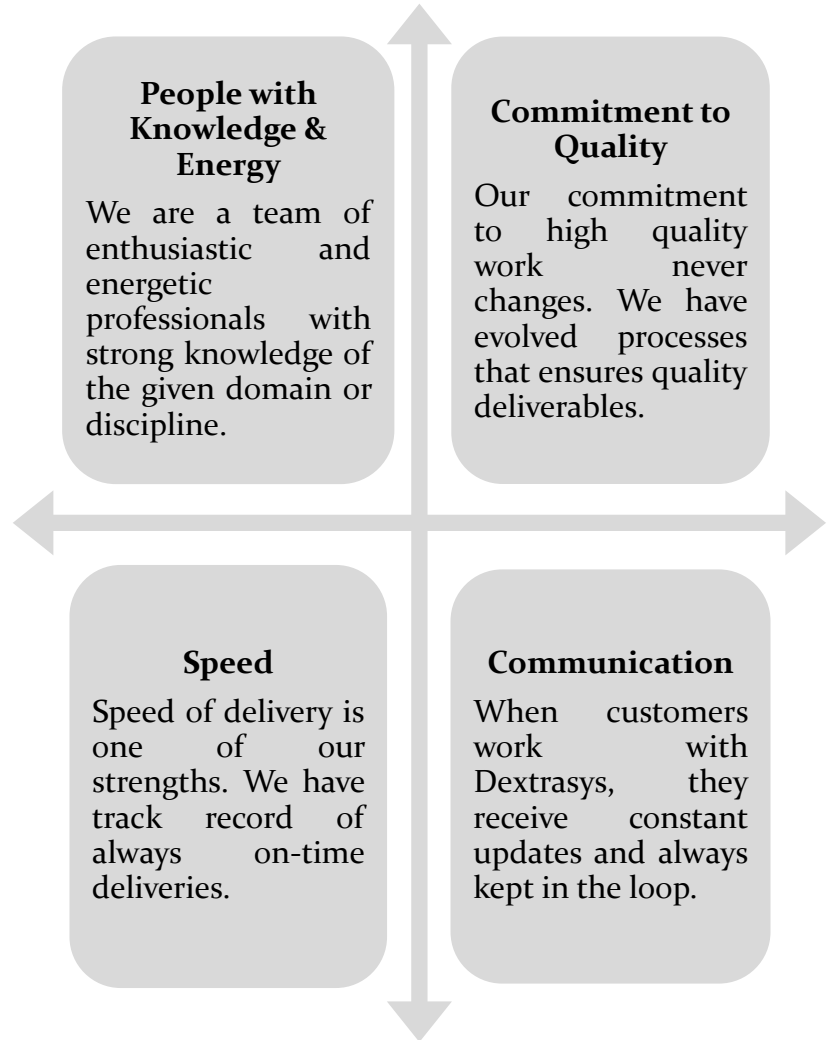 People with
Knowledge &
Energy
We are a team of
enthusiastic and
energetic
professionals with
strong knowledge of
the given domain or
discipline.
Commitment to
Quality
Our commitment
to high quality
work never
changes. We have
evolved processes
that ensures quality
deliverables.
Speed
Speed of delivery is
one of our
strengths. We have
track record of
always on-time
deliveries.
Communication
When customers
work with
Dextrasys, they
receive constant
updates and always
kept in the loop.